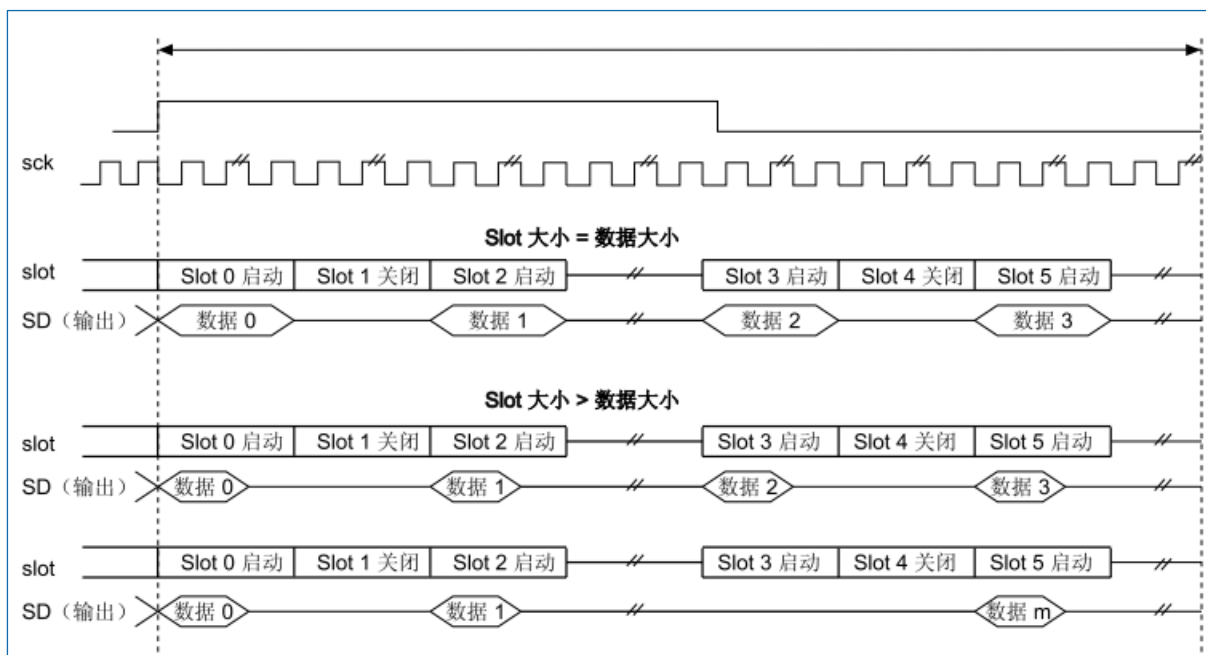 sck
Slot 大小 = 数据大小
slot Slot 0 启动 Slot 1 关闭 Slot 2 启动 Slot 3 启动 Slot 4 关闭 Slot 5 启动
SD（输出） 数据 0 数据 1 数据 2 数据 3
Slot 大小 > 数据大小
slot Slot 0 启动 Slot 1 关闭 Slot 2 启动 Slot 3 启动 Slot 4 关闭 Slot 5 启动
SD（输出） 数据 0 数据 1 数据 2 数据 3
slot Slot 0 启动 Slot 1 关闭 Slot 2 启动 Slot 3 启动 Slot 4 关闭 Slot 5 启动
SD（输出） 数据 0 数据 1 数据 m